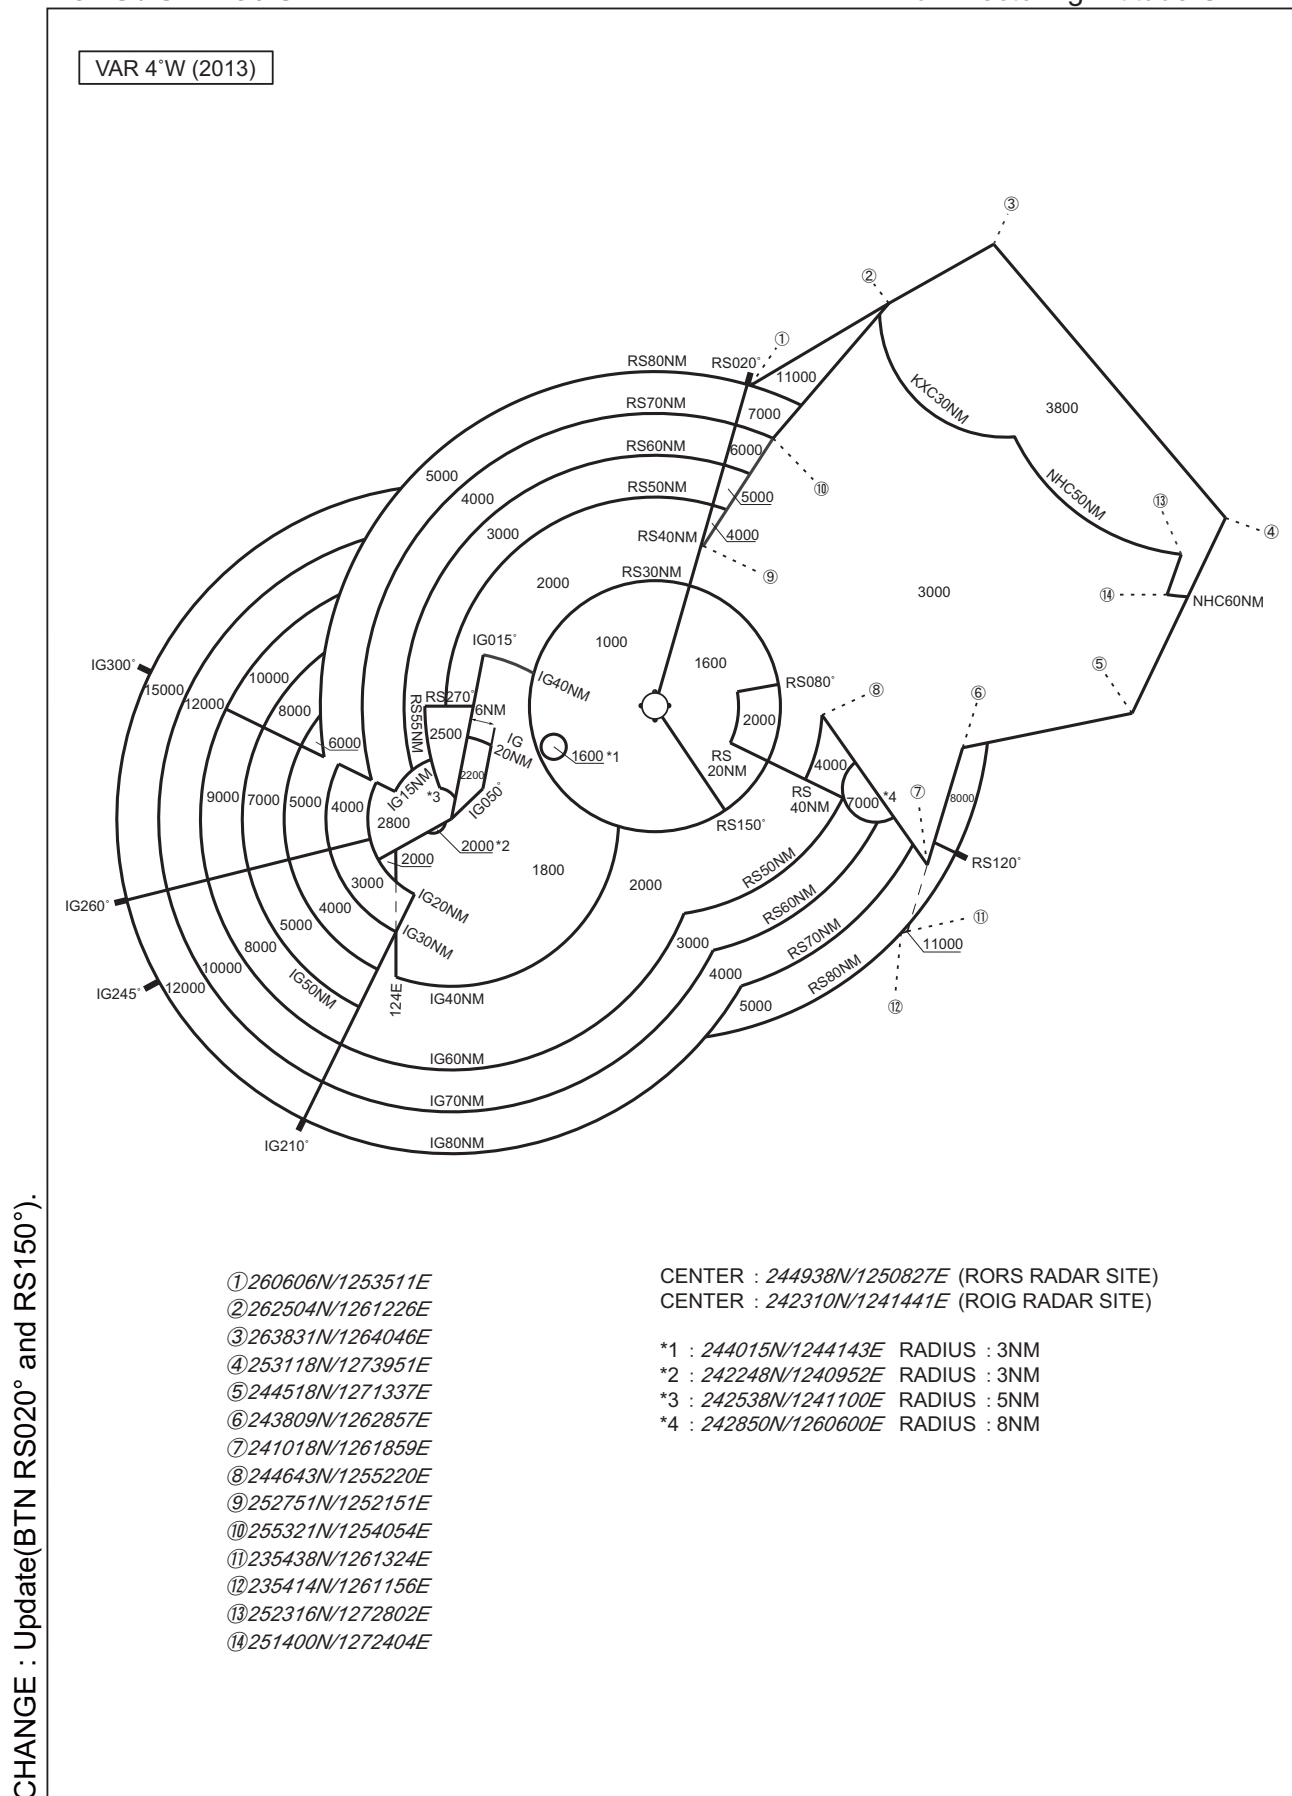 VAR 4°W (2013)
③
②
①
RS80NM
RS020°
11000
RS70NM
7000
KXC30NM
3800
RS60NM
6000
5000
4000
RS50NM
5000
⑩
NHC50NM
⑬
④
3000
RS40NM
4000
⑨
RS30NM
2000
3000
⑭
NHC60NM
IG015°
1000
1600
IG300°
15000
12000
10000
8000
6000
IG40NM
RS080°
⑧
⑤
⑥
RS270°
6NM
RS55NM
2500
IG
20NM
2000
1600 *1
RS
20NM
4000
2200
IG050°
IG15NM
*3
RS
40NM
7000 *4
⑦
8000
9000
7000
5000
4000
2800
RS150°
2000 *2
2000
RS120°
1800
2000
RS50NM
3000
IG260°
IG20NM
RS60NM
4000
⑪
5000
IG30NM
3000
RS70NM
11000
8000
10000
12000
IG245°
IG50NM
124E
IG40NM
4000
RS80NM
5000
⑫
IG60NM
IG70NM
IG210°
IG80NM
①260606N/1253511E
②262504N/1261226E
③263831N/1264046E
④253118N/1273951E
⑤244518N/1271337E
⑥243809N/1262857E
⑦241018N/1261859E
⑧244643N/1255220E
⑨252751N/1252151E
⑩255321N/1254054E
⑪235438N/1261324E
⑫235414N/1261156E
⑬252316N/1272802E
⑭251400N/1272404E
CENTER : 244938N/1250827E (RORS RADAR SITE)
CENTER : 242310N/1241441E (ROIG RADAR SITE)
*1 : 244015N/1244143E RADIUS : 3NM
*2 : 242248N/1240952E RADIUS : 3NM
*3 : 242538N/1241100E RADIUS : 5NM
*4 : 242850N/1260600E RADIUS : 8NM
CHANGE : Update(BTN RS020° and RS150°).